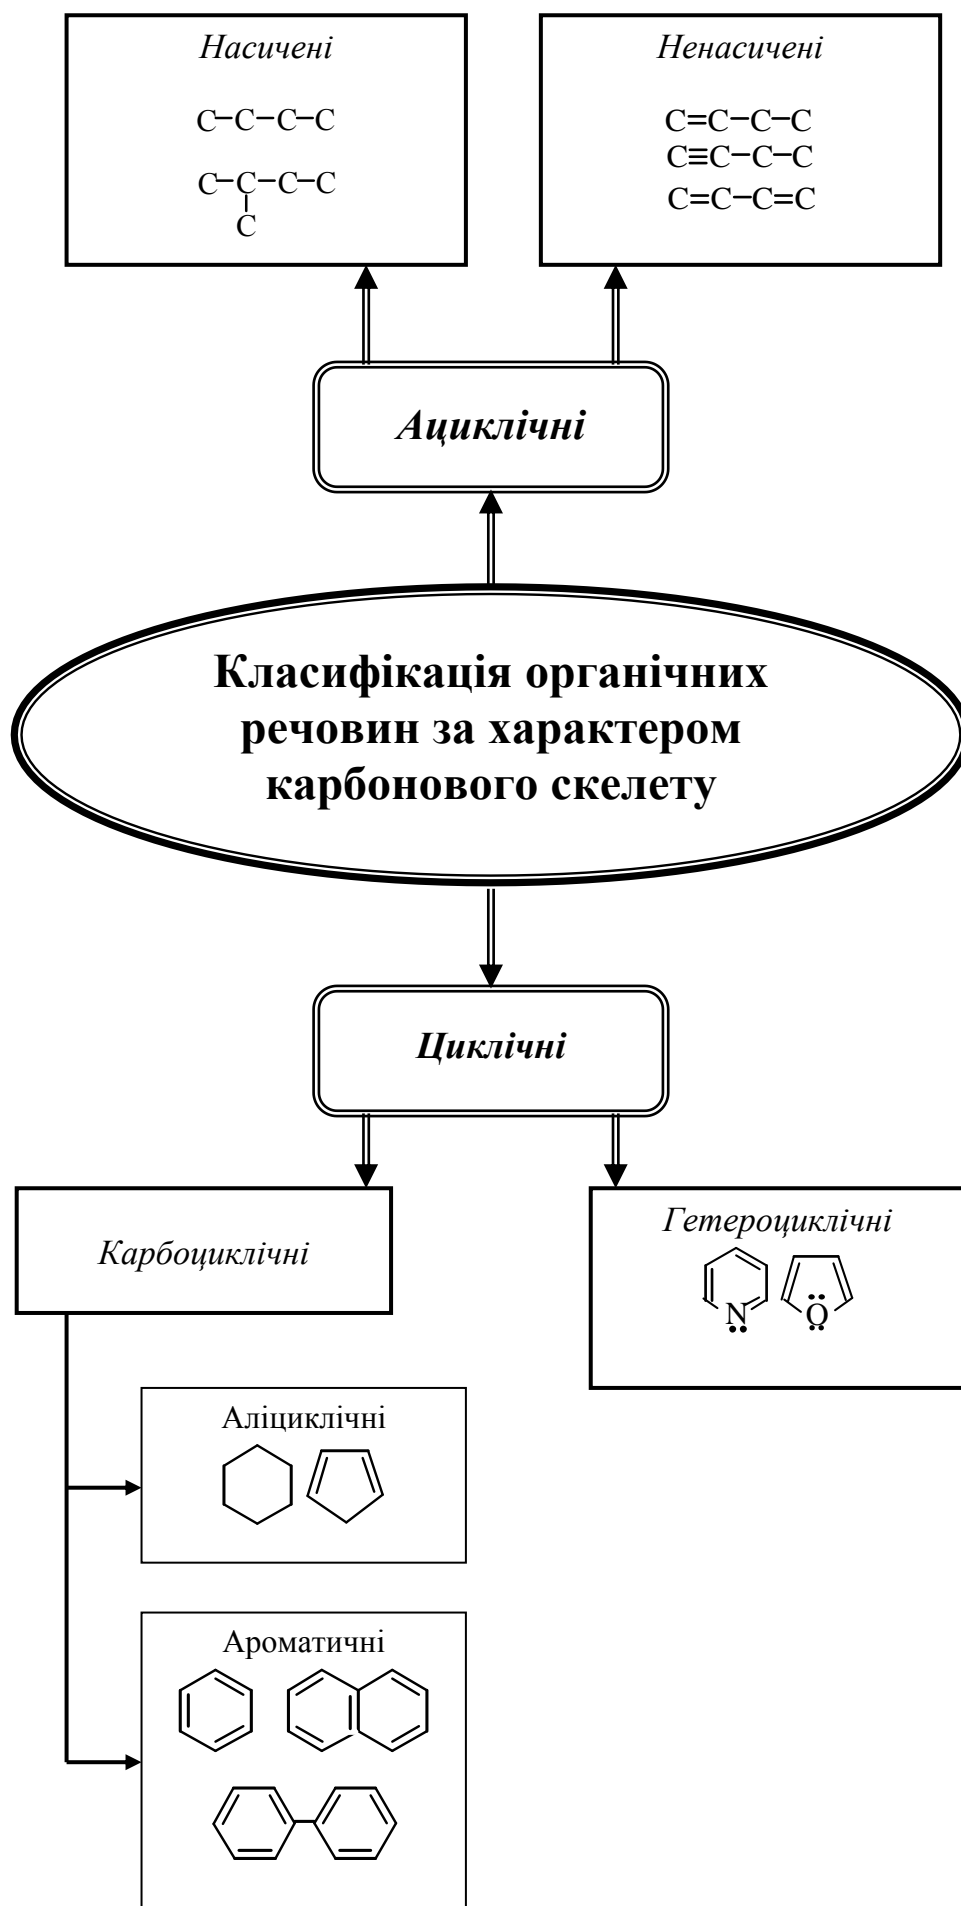 Насичені
C–C–C–C
C–C–C–C
C
Ненасичені
C=C–C–C
C≡C–C–C
C=C–C=C
Ациклічні
Класифікація органічних
речовин за характером
карбонового скелету
Циклічні
Карбоциклічні
Гетероциклічні
N
O
Аліциклічні
Ароматичні